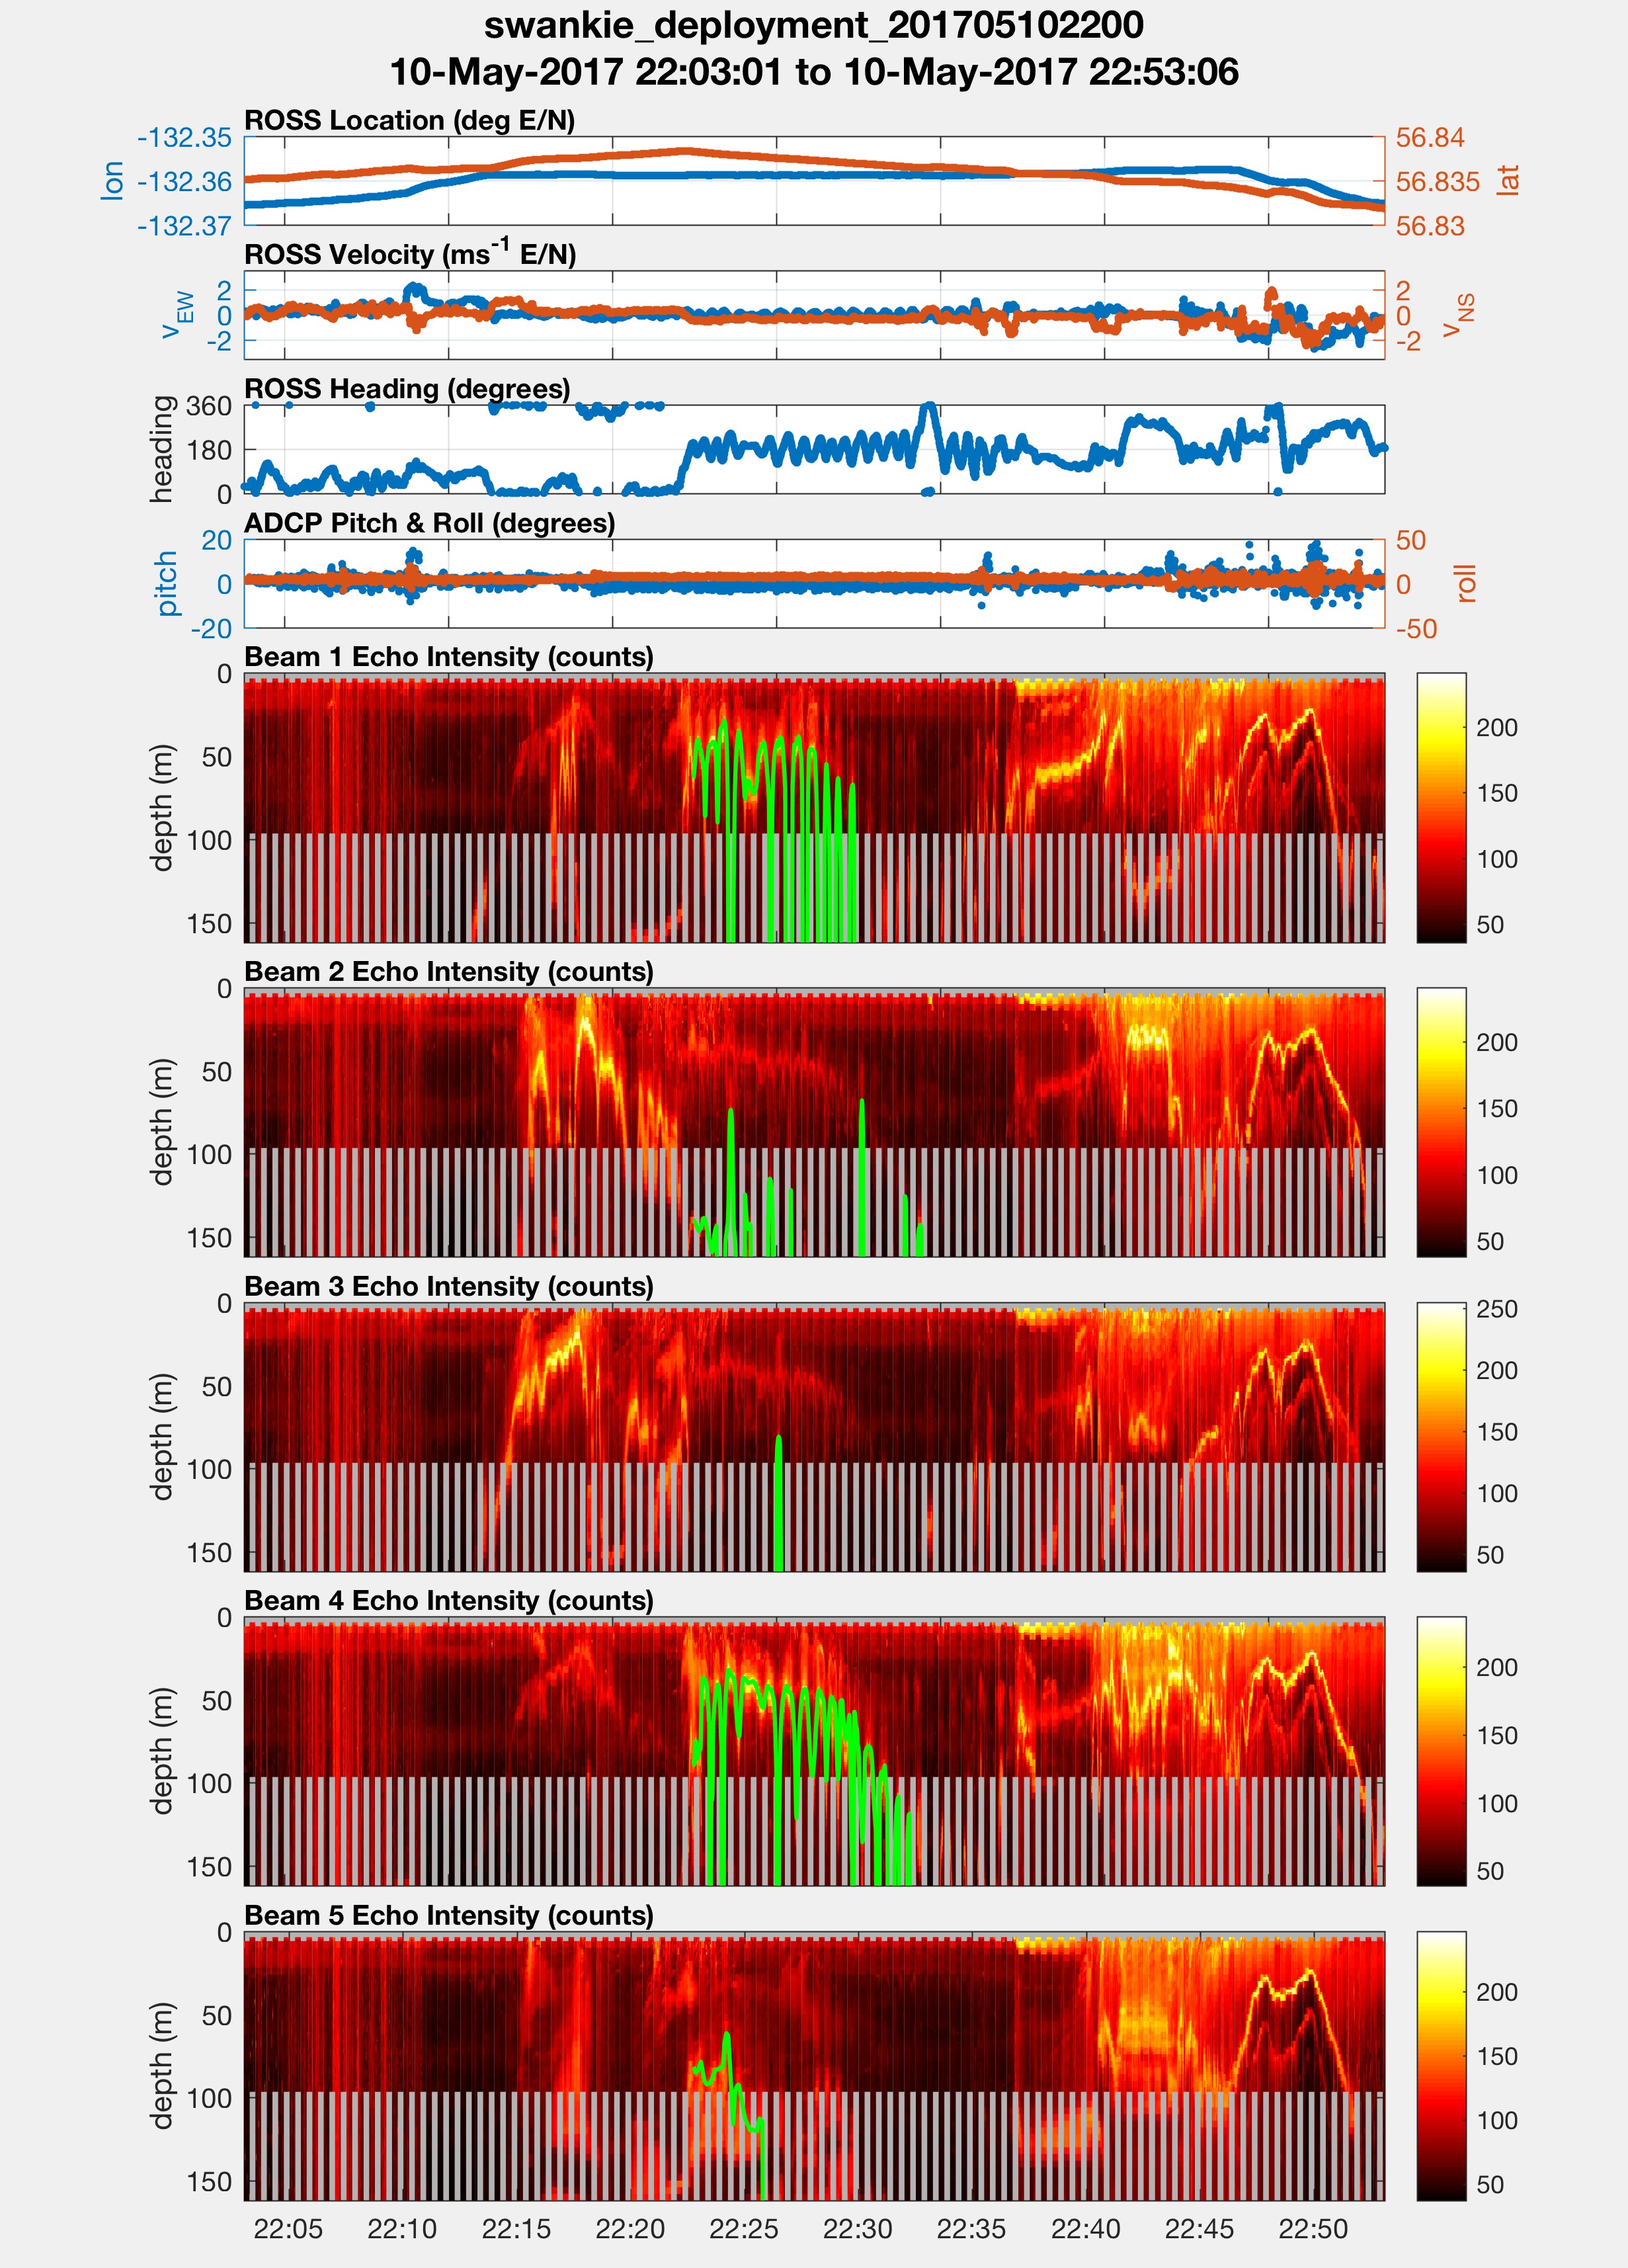 swankie_deployment_201705102200
10-May-2017 22:03:01 to 10-May-2017 22:53:06
ROSS Location (deg E/N)
-132.35
-132.36
-132.37
lon
56.84
56.835
56.83
lat
ROSS Velocity (ms-1 E/N)
2
0
-2
vEW
2
0
-2
vNS
ROSS Heading (degrees)
360
180
0
heading
ADCP Pitch & Roll (degrees)
20
0
-20
pitch
50
0
-50
roll
Beam 1 Echo Intensity (counts)
0
50
100
150
depth (m)
200
150
100
50
Beam 2 Echo Intensity (counts)
0
50
100
150
depth (m)
200
150
100
50
Beam 3 Echo Intensity (counts)
0
50
100
150
depth (m)
250
200
150
100
50
Beam 4 Echo Intensity (counts)
0
50
100
150
depth (m)
200
150
100
50
Beam 5 Echo Intensity (counts)
0
50
100
150
depth (m)
200
150
100
50
22:05 22:10 22:15 22:20 22:25 22:30 22:35 22:40 22:45 22:50